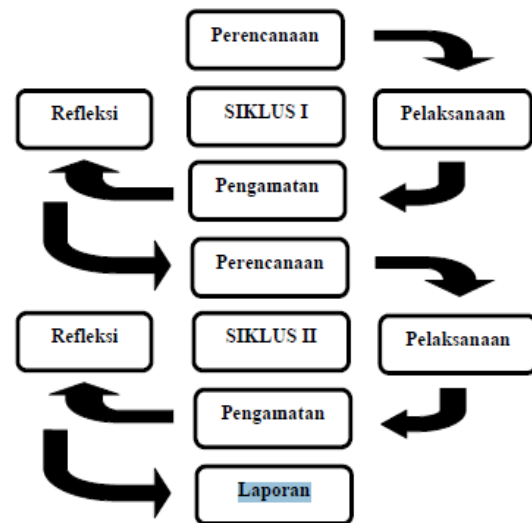 Perencanaan
Refleksi
SIKLUS I
Pelaksanaan
Pengamatan
Perencanaan
Refleksi
SIKLUS II
Pelaksanaan
Pengamatan
Laporan